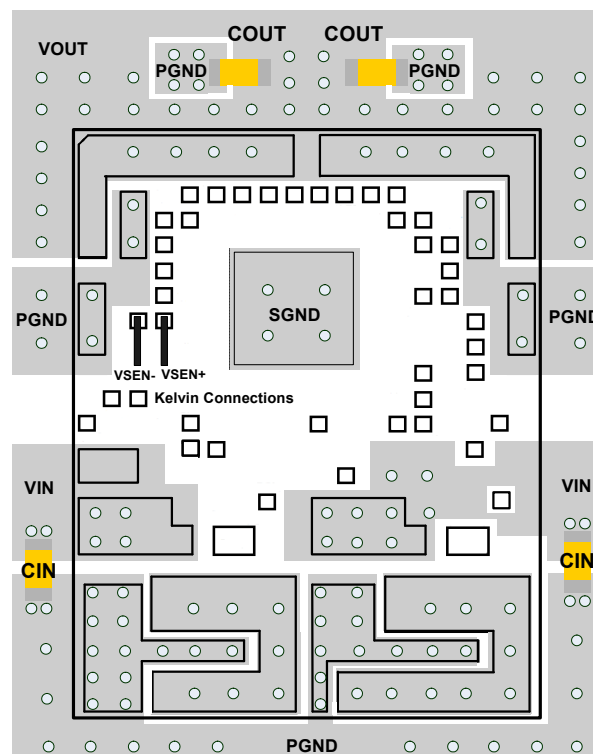 COUT COUT
VOUT
PGND PGND
SGND
PGND PGND
VSEN- VSEN+
Kelvin Connections
VIN VIN
CIN CIN
PGND